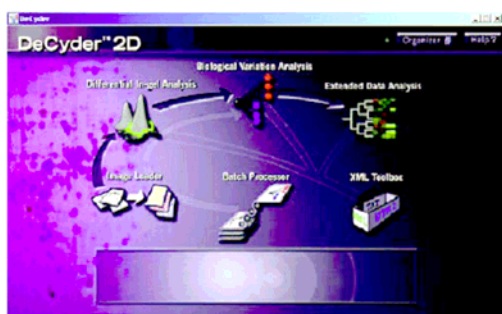 DeCyder
DeCyder™ 2D
Organizer
Help ?
Biological Variation Analysis
Differential In-gel Analysis
Extended Data Analysis
Image Loader
Batch Processor
XML Toolbox